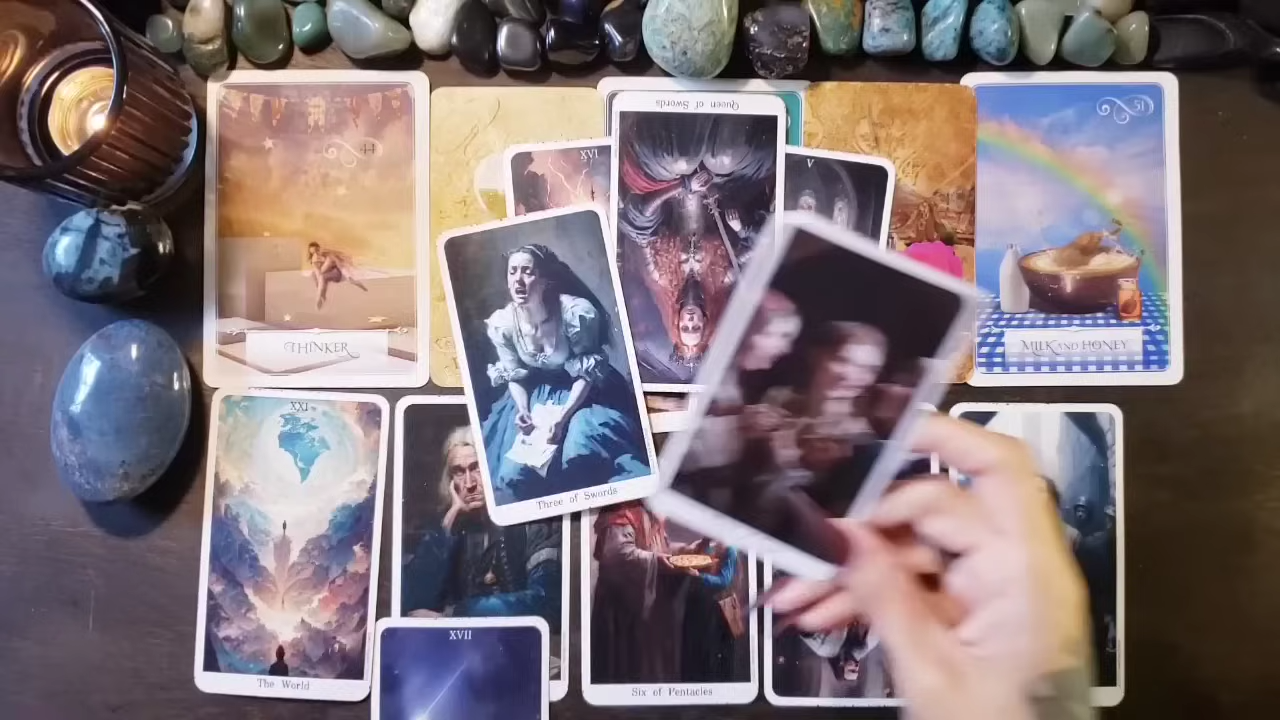 44
THINKER
XVI
Queen of Swords
V
51
MILK AND HONEY
Three of Swords
XXI
The World
XVII
Six of Pentacles